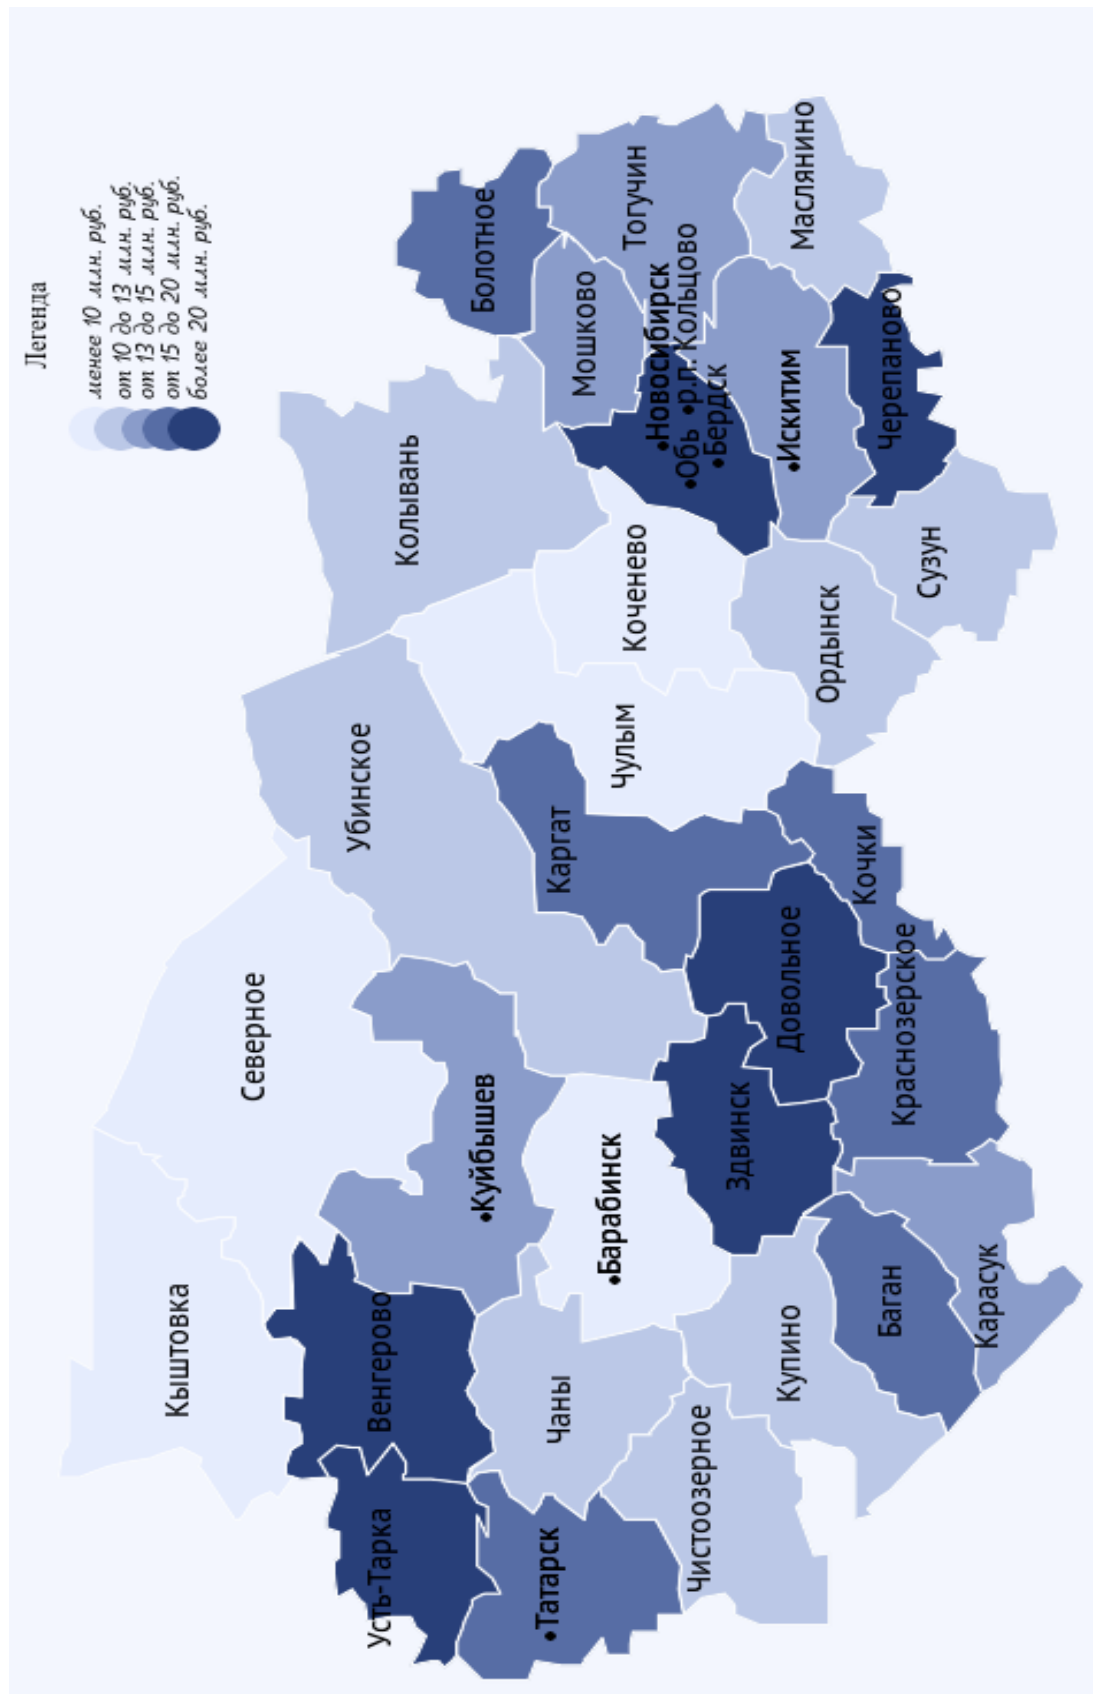 Легенда
менее 10 млн. руб.
от 10 до 13 млн. руб.
от 13 до 15 млн. руб.
от 15 до 20 млн. руб.
более 20 млн. руб.
Кыштовка
Северное
Убинское
Колывань
Болотное
Усть-Тарка
Венгерово
•Куйбышев
Мошково
Тогучин
•Татарск
Чаны
•Барабинск
Каргат
Чулым
Коченево
•Новосибирск
•Обь
•р.п. Кольцово
•Бердск
Чистоозерное
Купино
Здвинск
Довольное
Ордынск
•Искитим
Маслянино
Баган
Карасук
Краснозерское
Кочки
Сузун
Черепаново